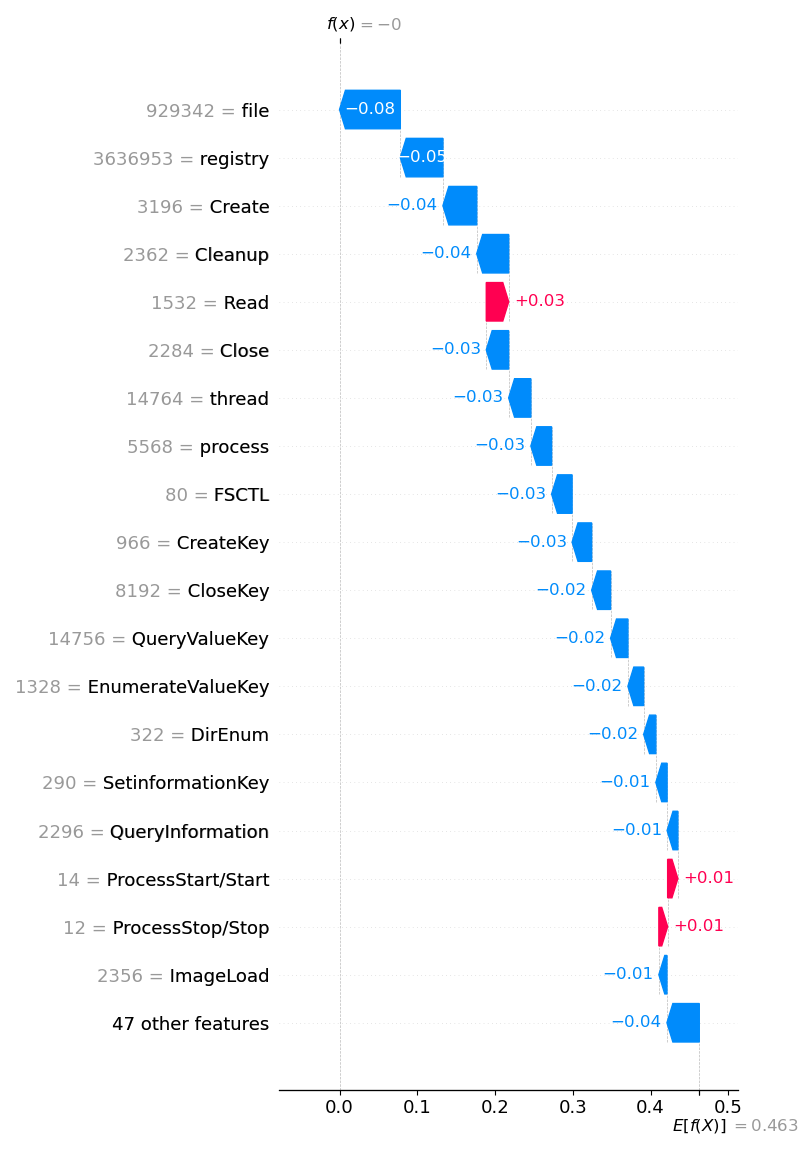 f(x) = −0
929342 = file
−0.08
3636953 = registry
−0.05
3196 = Create
−0.04
2362 = Cleanup
−0.04
1532 = Read
+0.03
2284 = Close
−0.03
14764 = thread
−0.03
5568 = process
−0.03
80 = FSCTL
−0.03
966 = CreateKey
−0.03
8192 = CloseKey
−0.02
14756 = QueryValueKey
−0.02
1328 = EnumerateValueKey
−0.02
322 = DirEnum
−0.02
290 = SetinformationKey
−0.01
2296 = QueryInformation
−0.01
14 = ProcessStart/Start
+0.01
12 = ProcessStop/Stop
+0.01
2356 = ImageLoad
−0.01
47 other features
−0.04
0.0 0.1 0.2 0.3 0.4 0.5
E[f(X)] = 0.463